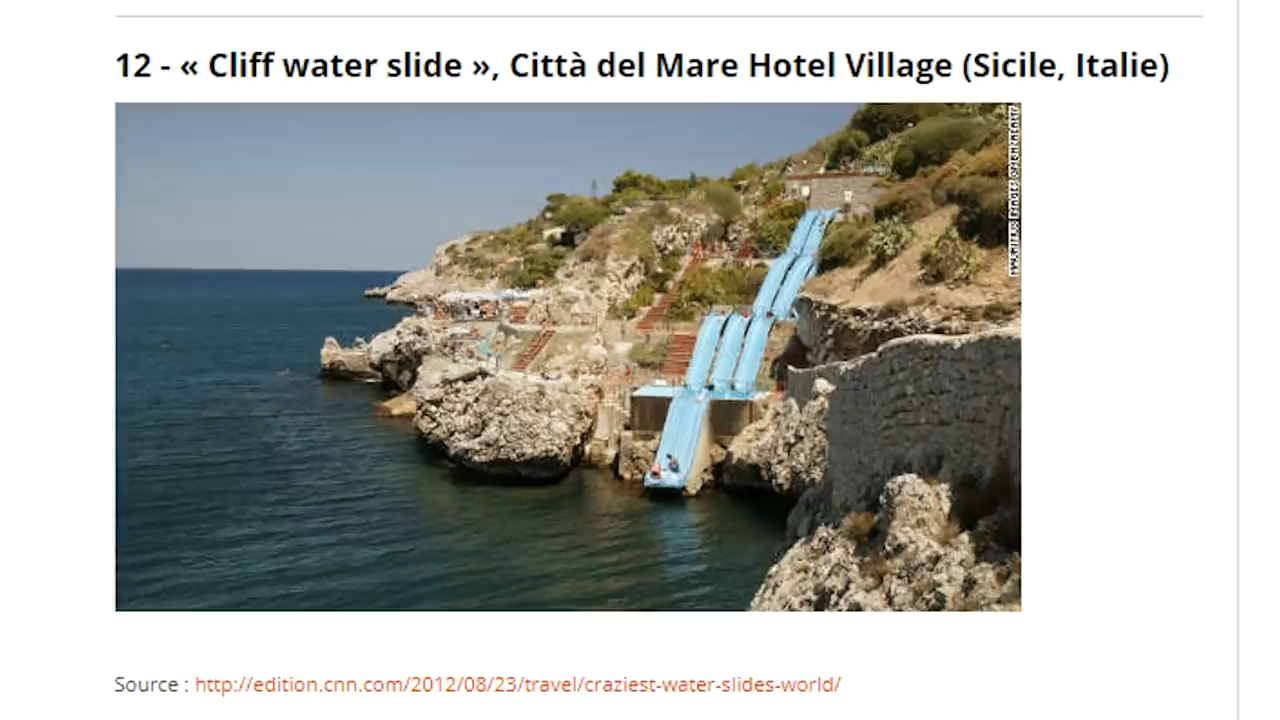 12 - « Cliff water slide », Città del Mare Hotel Village (Sicile, Italie)
Source : http://edition.cnn.com/2012/08/23/travel/craziest-water-slides-world/